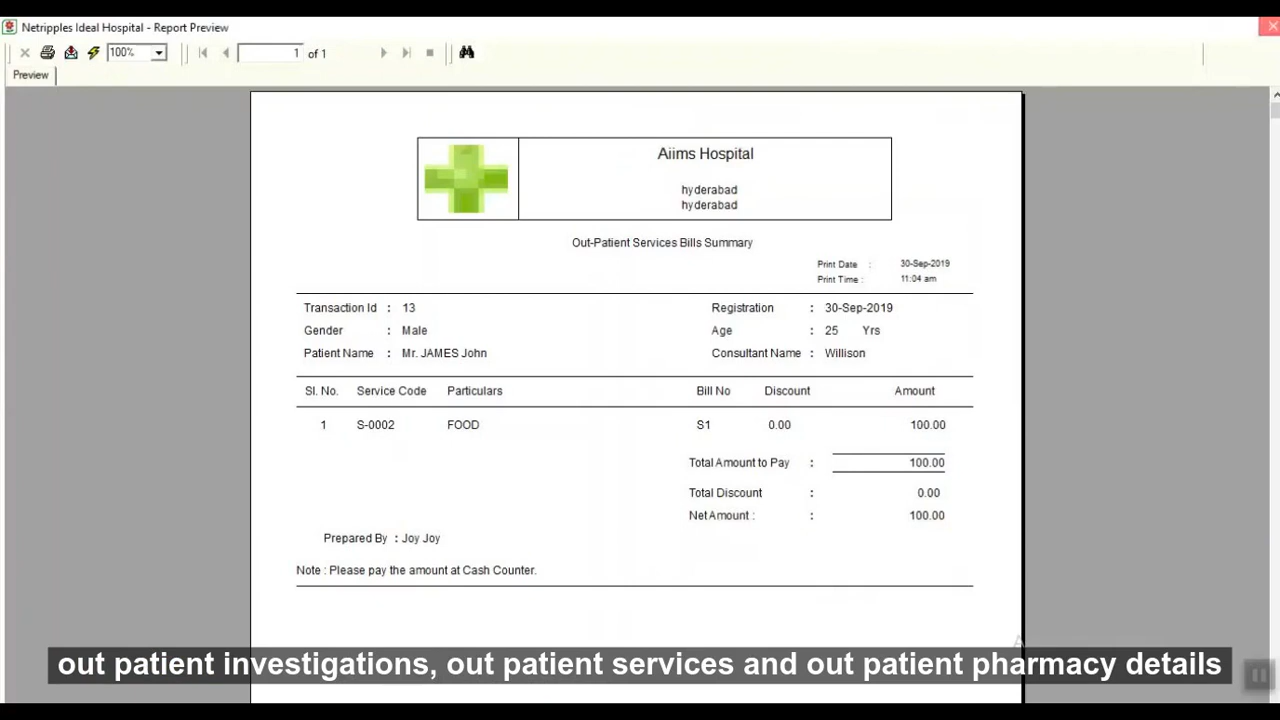 Netripples Ideal Hospital - Report Preview
100% 1 of 1
Preview
Aiims Hospital
hyderabad
hyderabad
Out-Patient Services Bills Summary
Print Date : 30-Sep-2019
Print Time : 11:04 am
Transaction Id : 13 Registration : 30-Sep-2019
Gender : Male Age : 25 Yrs
Patient Name : Mr. JAMES John Consultant Name : Willison
Sl. No. Service Code Particulars Bill No Discount Amount
1 S-0002 FOOD S1 0.00 100.00
Total Amount to Pay : 100.00
Total Discount : 0.00
Net Amount : : 100.00
Prepared By : Joy Joy
Note : Please pay the amount at Cash Counter.
out patient investigations, out patient services and out patient pharmacy details